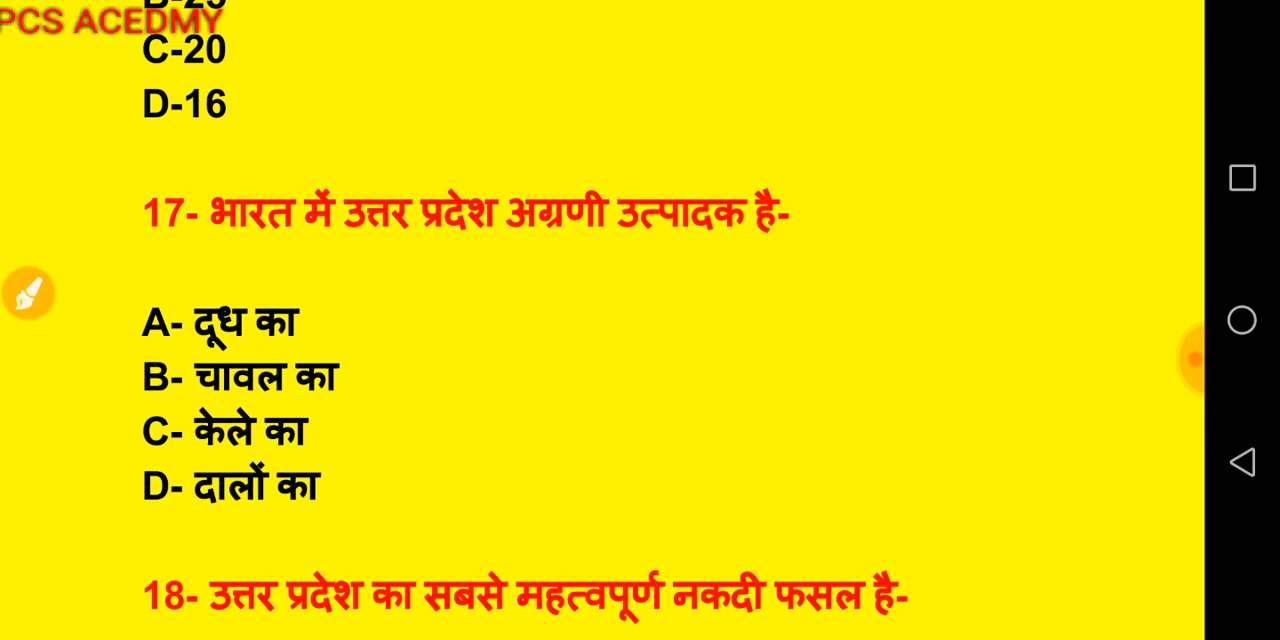 B-25
PCS ACEDMY
C-20
D-16
17- भारत में उत्तर प्रदेश अग्रणी उत्पादक है-
A- दूध का
B- चावल का
C- केले का
D- दालों का
18- उत्तर प्रदेश का सबसे महत्वपूर्ण नकदी फसल है-